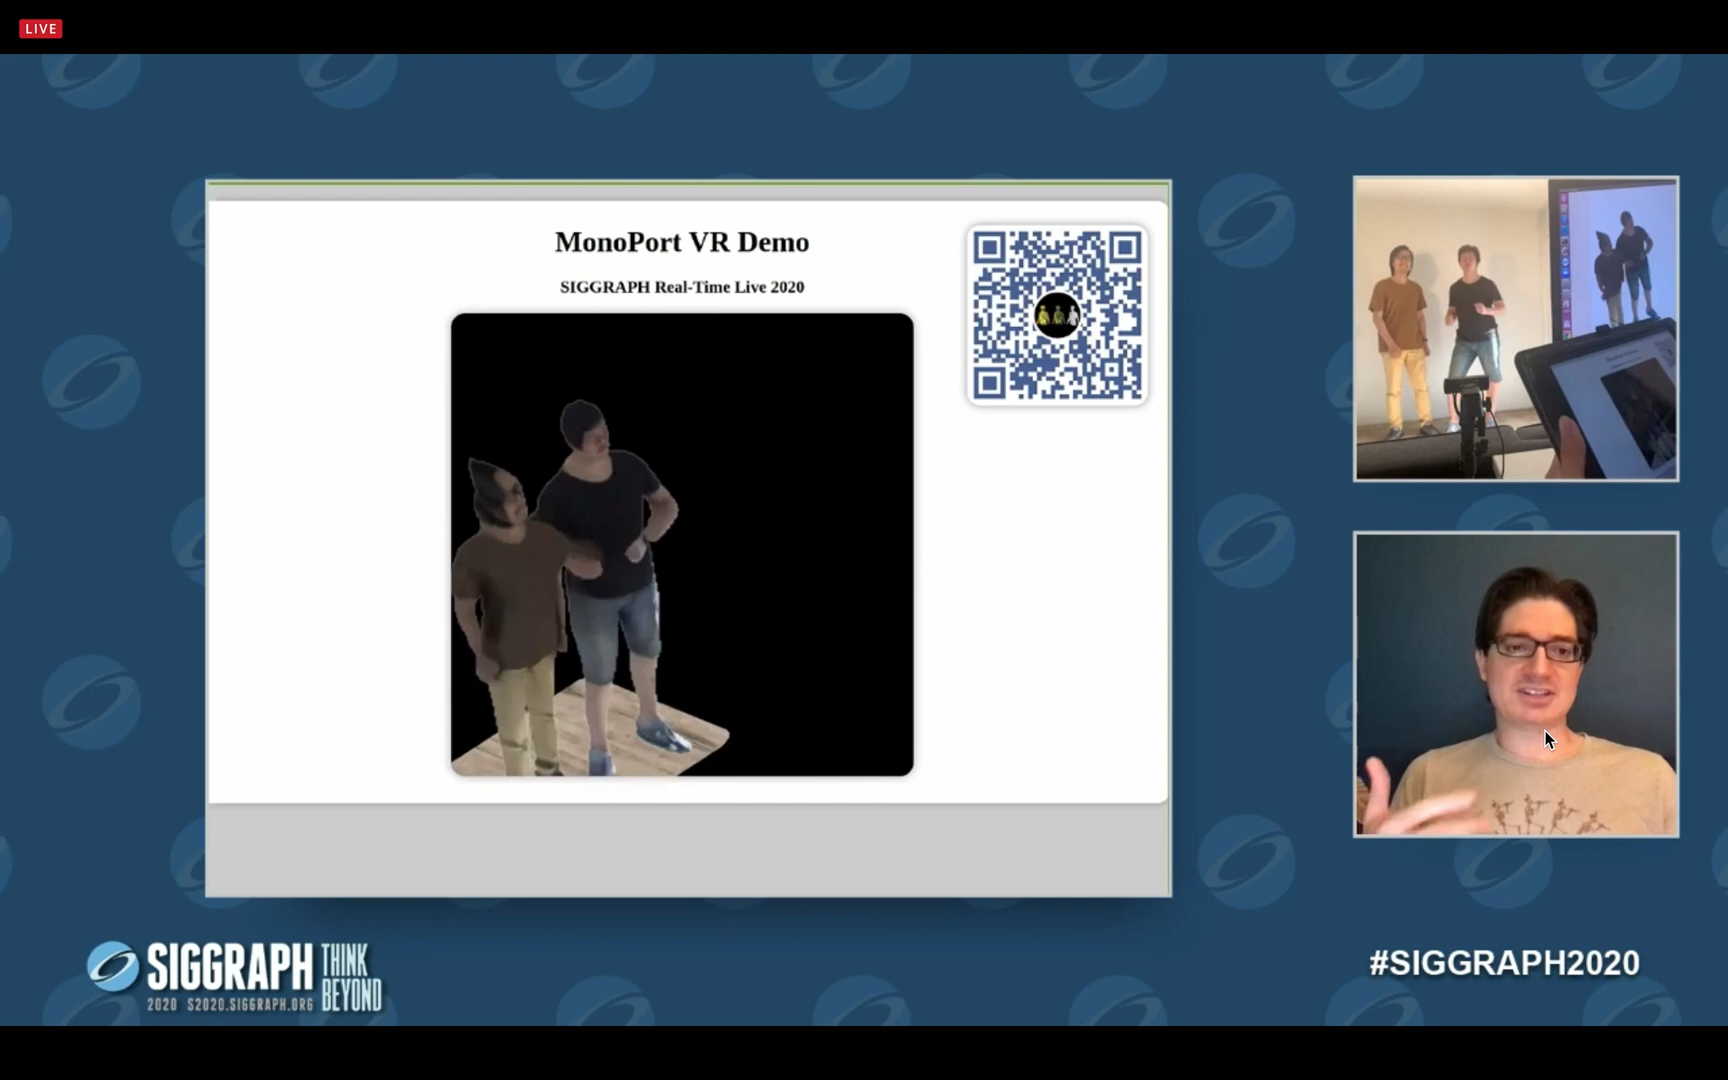 LIVE
MonoPort VR Demo
SIGGRAPH Real-Time Live 2020
SIGGRAPH
THINK
BEYOND
2020 S2020.SIGGRAPH.ORG
#SIGGRAPH2020